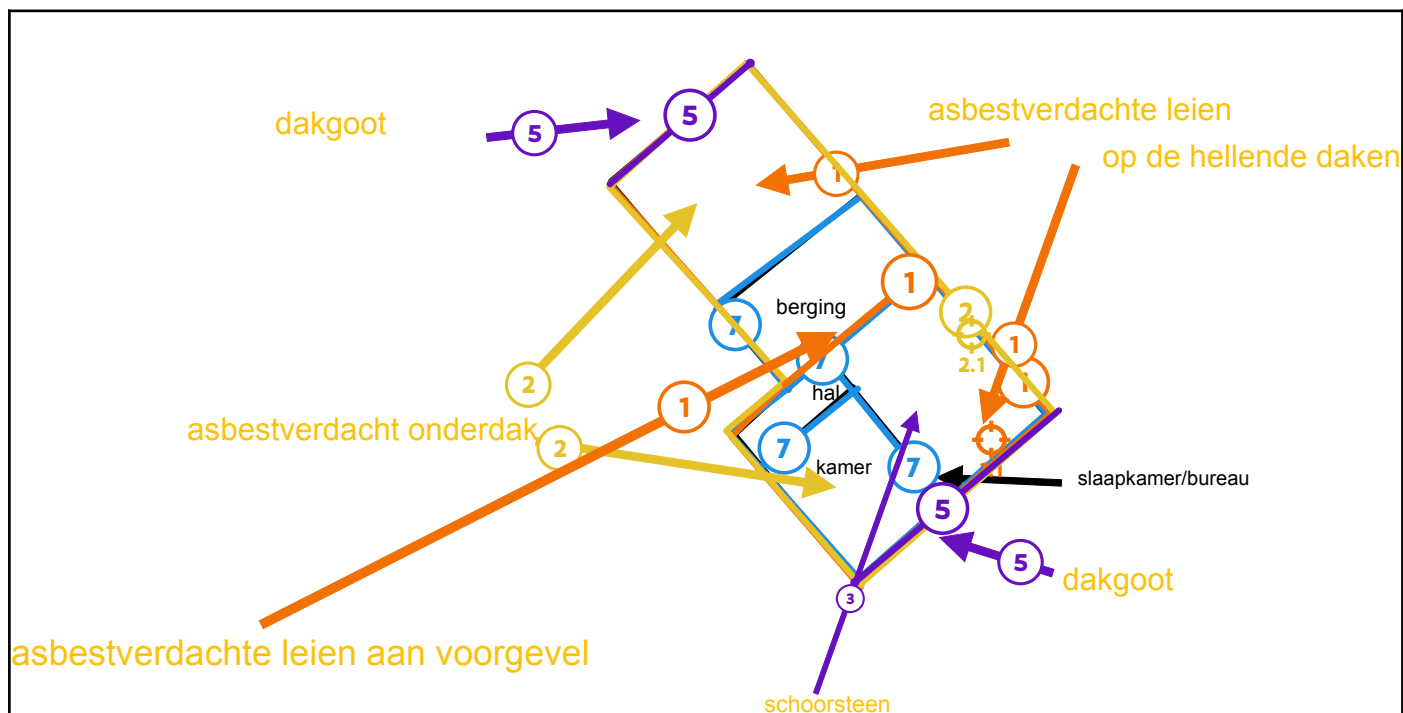 dakgoot
5
5
asbestverdachte leien
op de hellende daken
1
1
2
2.1
1
1
berging
7
7
hal
2
1
asbestverdacht onderdak
2
7
kamer
7
slaapkamer/bureau
5
5
dakgoot
3
asbestverdachte leien aan voorgevel
schoorsteen